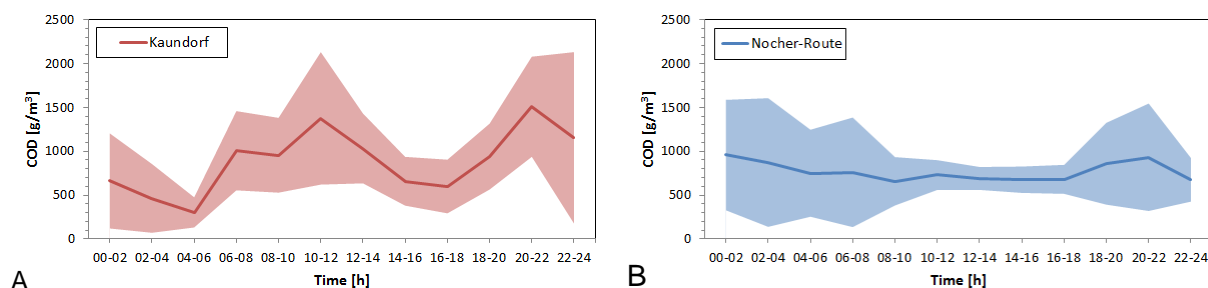 2500
2000
1500
1000
500
0
COD [g/m³]
Kaundorf
00-02 02-04 04-06 06-08 08-10 10-12 12-14 14-16 16-18 18-20 20-22 22-24
Time [h]
A
2500
2000
1500
1000
500
0
COD [g/m³]
Nocher-Route
00-02 02-04 04-06 06-08 08-10 10-12 12-14 14-16 16-18 18-20 20-22 22-24
Time [h]
B